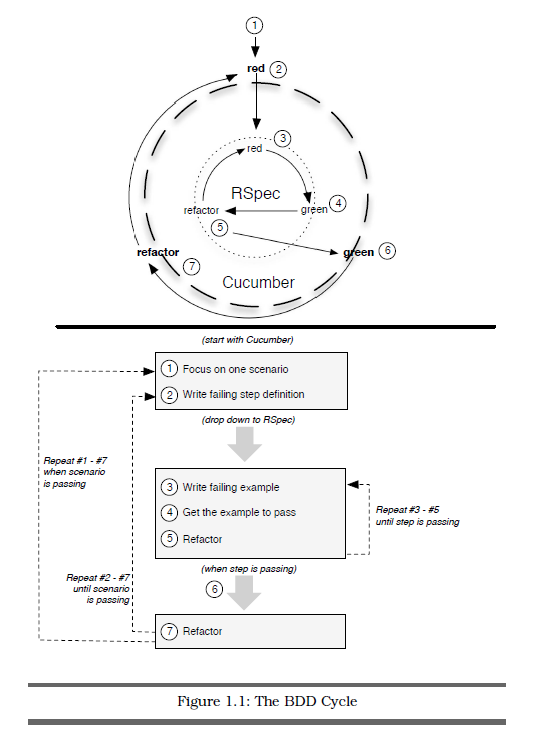 1
red 2
3
red
RSpec
refactor green 4
5
refactor green 6
7
Cucumber
(start with Cucumber)
1 Focus on one scenario
2 Write failing step definition
(drop down to RSpec)
Repeat #1 - #7
when scenario
is passing
3 Write failing example
4 Get the example to pass
5 Refactor
Repeat #3 - #5
until step is passing
(when step is passing)
6
Repeat #2 - #7
until scenario
is passing
7 Refactor
Figure 1.1: The BDD Cycle